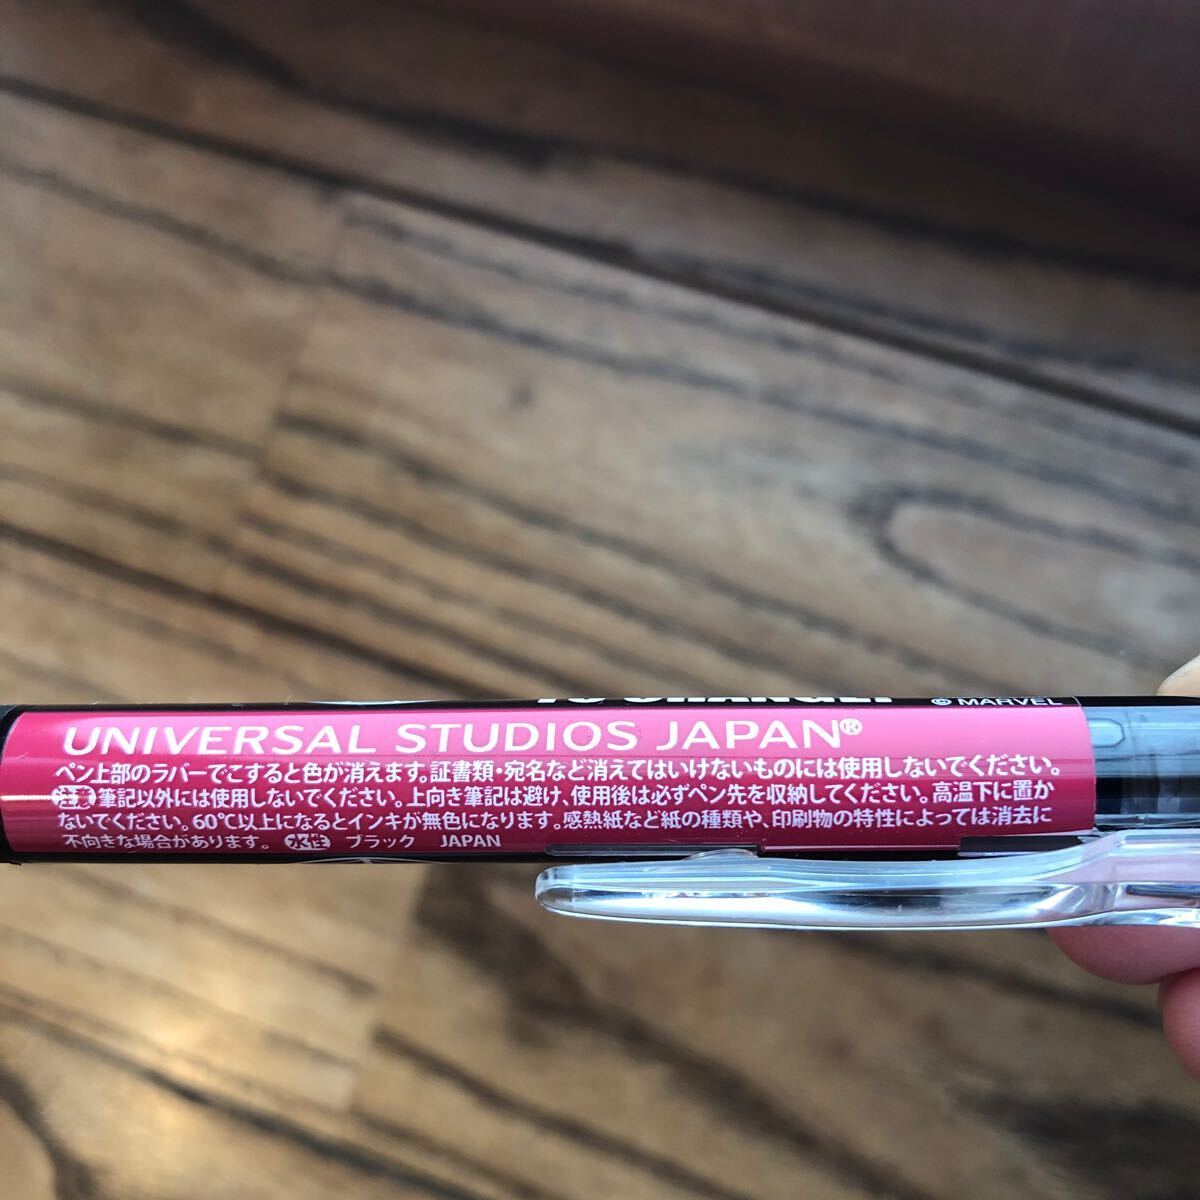 ©MARVEL
UNIVERSAL STUDIOS JAPAN®
ペン上部のラバーでこすると色が消えます。証書類・宛名など消えてはいけないものには使用しないでください。
注意 筆記以外には使用しないでください。上向き筆記は避け、使用後は必ずペン先を収納してください。高温下に置か
ないでください。60℃以上になるとインキが無色になります。感熱紙など紙の種類や、印刷物の特性によっては消去に
不向きな場合があります。 水性 ブラック JAPAN